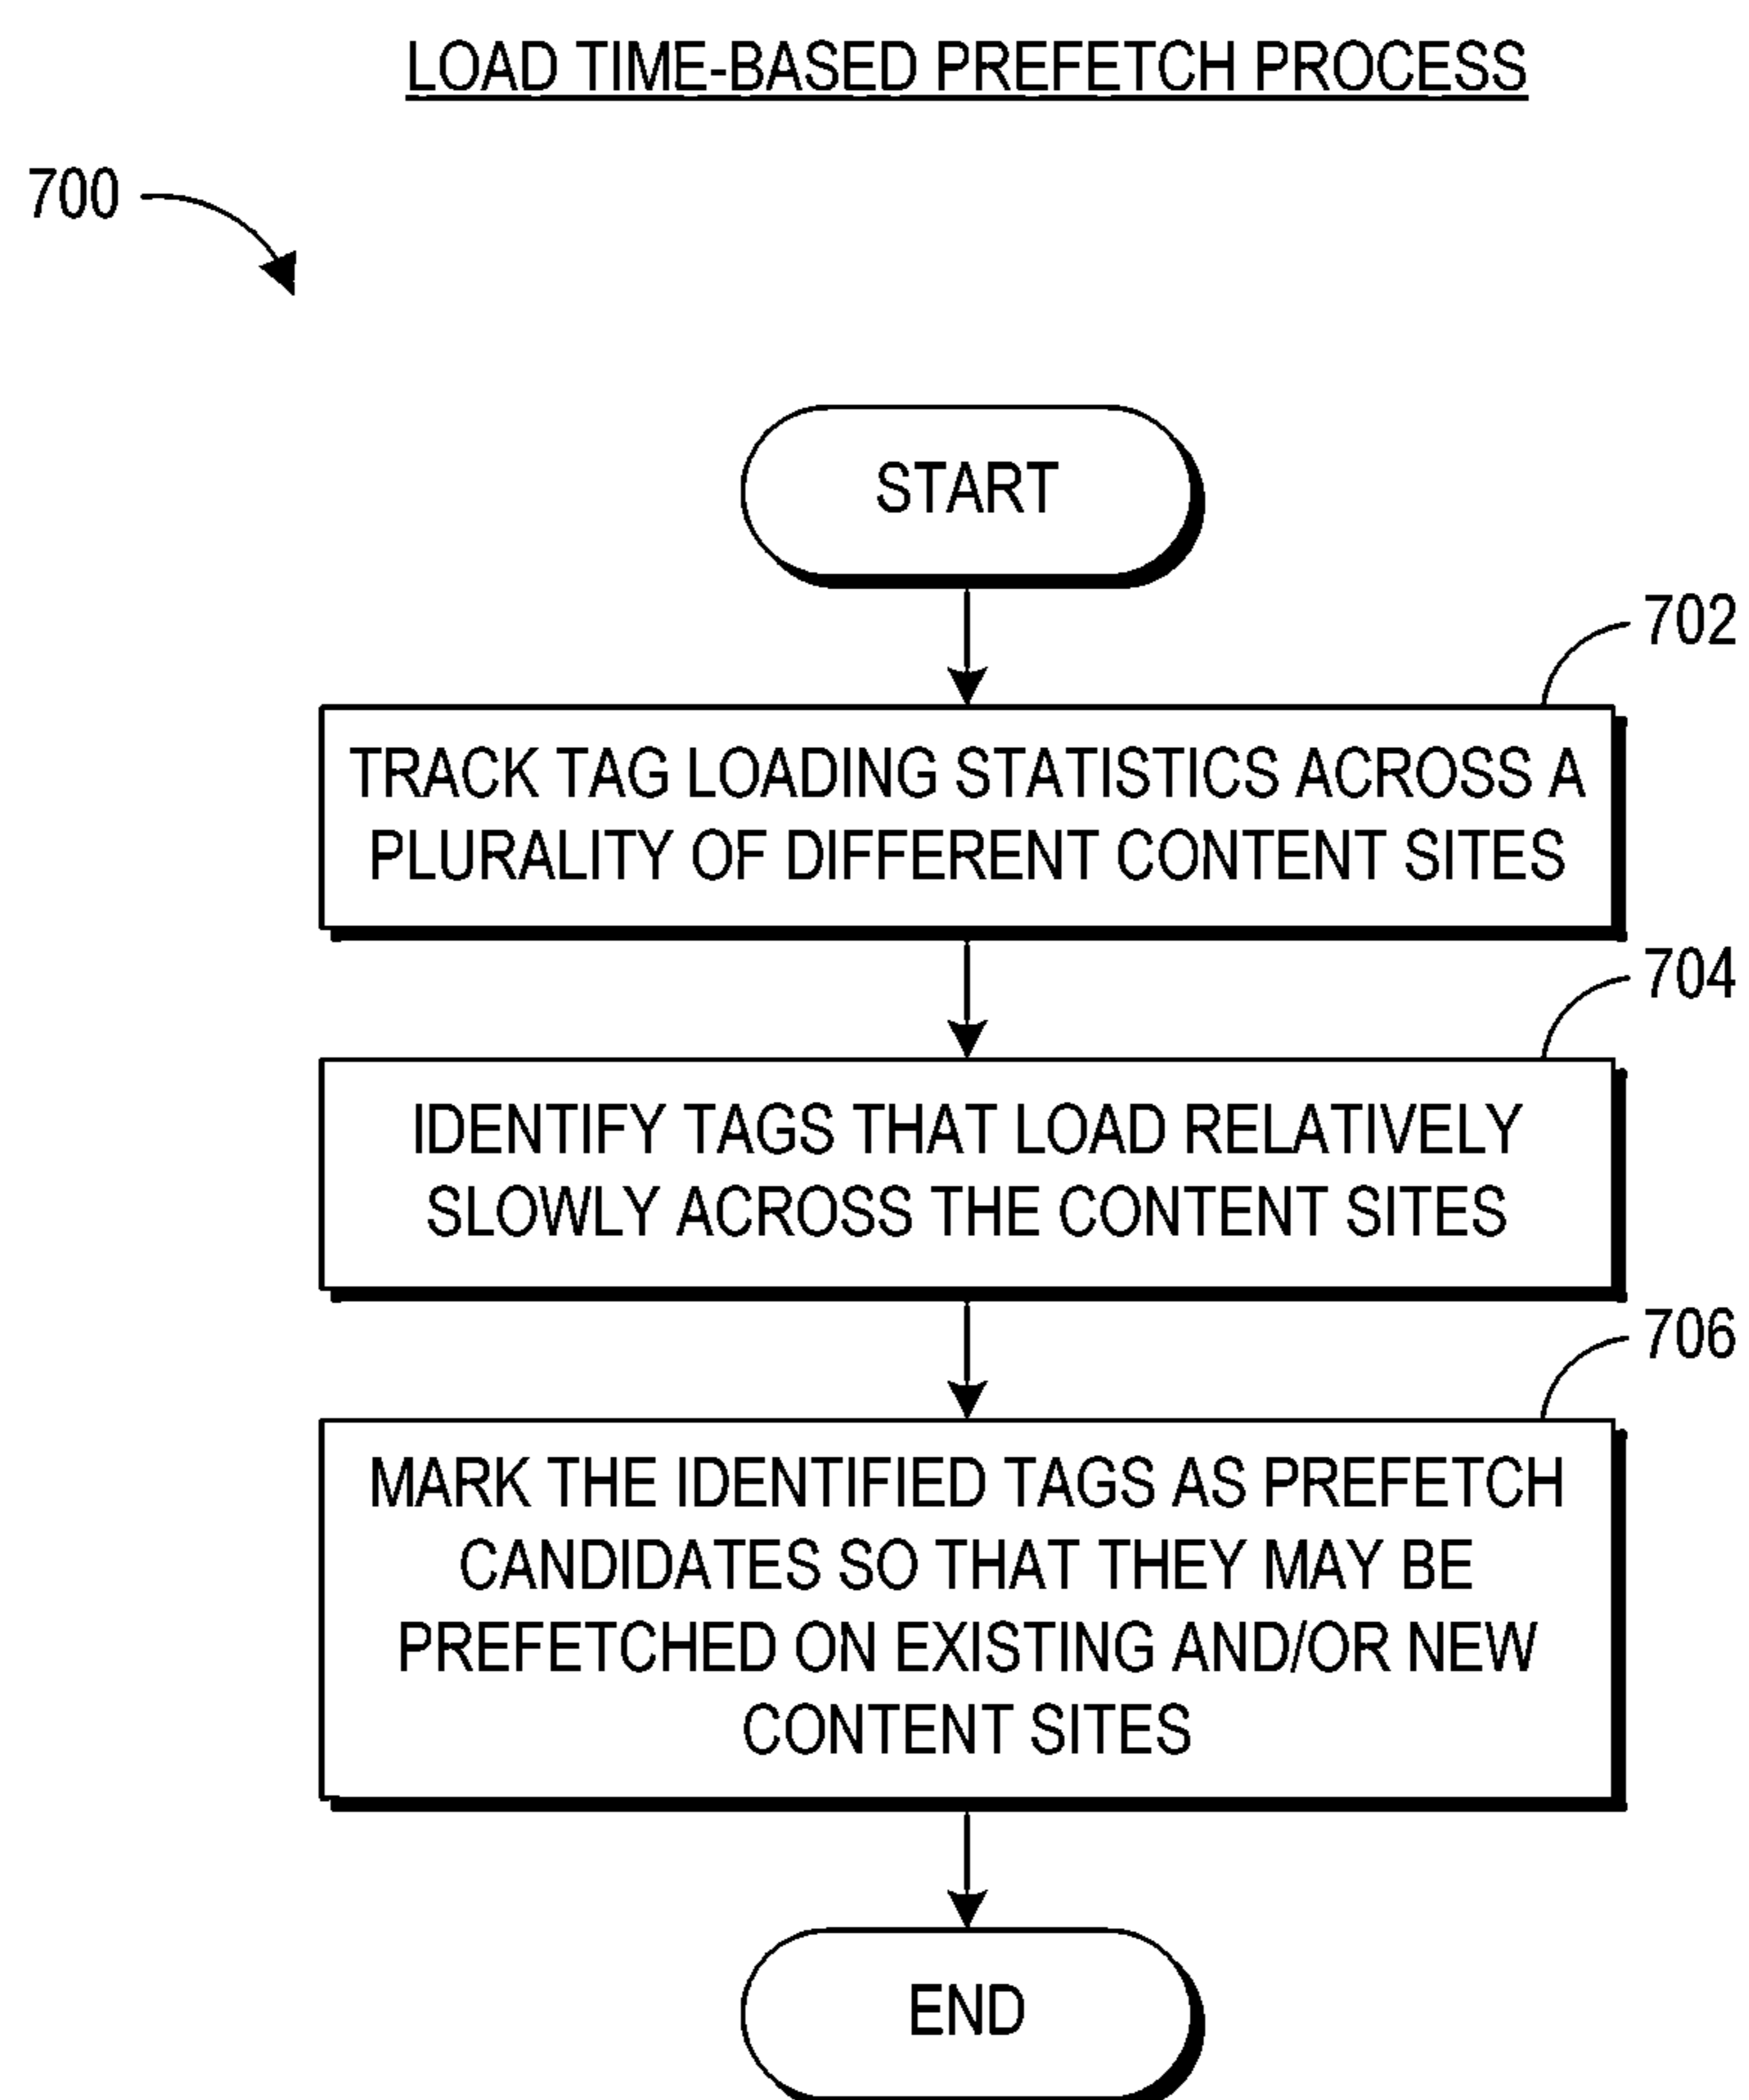 LOAD TIME-BASED PREFETCH PROCESS
700
START
702
TRACK TAG LOADING STATISTICS ACROSS A
PLURALITY OF DIFFERENT CONTENT SITES
704
IDENTIFY TAGS THAT LOAD RELATIVELY
SLOWLY ACROSS THE CONTENT SITES
706
MARK THE IDENTIFIED TAGS AS PREFETCH
CANDIDATES SO THAT THEY MAY BE
PREFETCHED ON EXISTING AND/OR NEW
CONTENT SITES
END